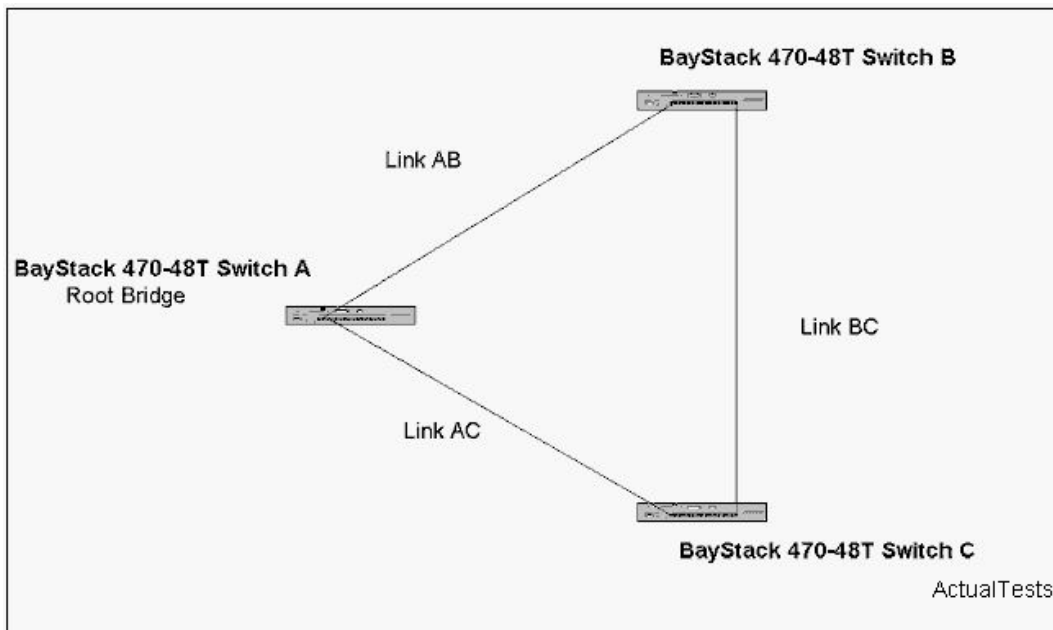 BayStack 470-48T Switch B
Link AB
BayStack 470-48T Switch A
Root Bridge
Link BC
Link AC
BayStack 470-48T Switch C
ActualTests